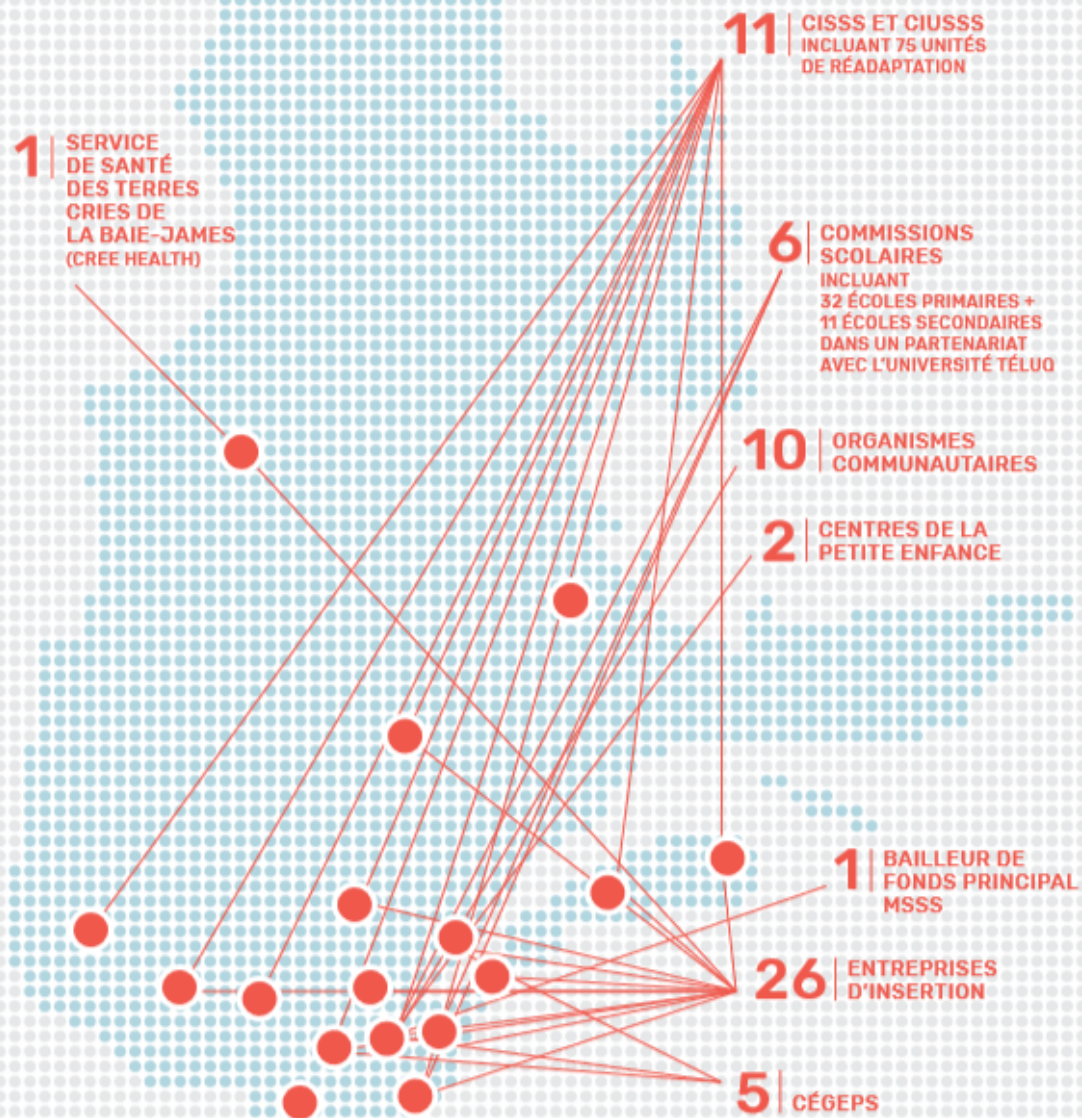 11 CISSS ET CIUSSS
INCLUANT 75 UNITÉS
DE RÉADAPTATION
1 SERVICE
DE SANTÉ
DES TERRES
CRIES DE
LA BAIE-JAMES
(CREE HEALTH)
6 COMMISSIONS
SCOLAIRES
INCLUANT
32 ÉCOLES PRIMAIRES +
11 ÉCOLES SECONDAIRES
DANS UN PARTENARIAT
AVEC L'UNIVERSITÉ TÉLUQ
10 ORGANISMES
COMMUNAUTAIRES
2 CENTRES DE LA
PETITE ENFANCE
1 BAILLEUR DE
FONDS PRINCIPAL
MSSS
26 ENTREPRISES
D'INSERTION
5 CÉGEPS